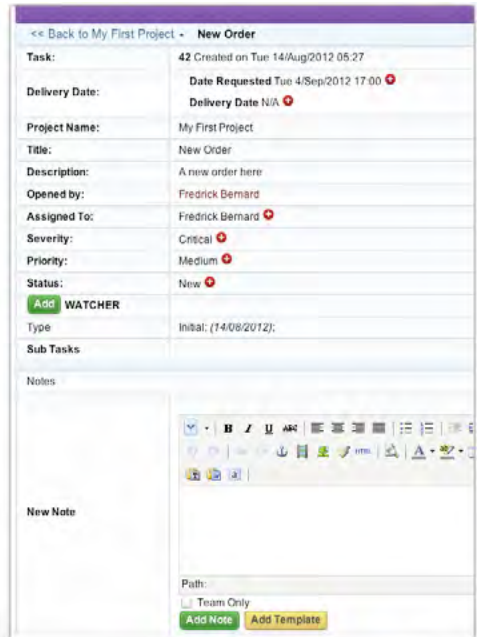 << Back to My First Project - New Order
Task: 42 Created on Tue 14/Aug/2012 05:27
Delivery Date: Date Requested Tue 4/Sep/2012 17:00
Delivery Date N/A
Project Name: My First Project
Title: New Order
Description: A new order here
Opened by: Fredrick Bernard
Assigned To: Fredrick Bernard
Severity: Critical
Priority: Medium
Status: New
Add WATCHER
Type Initial: (14/08/2012);
Sub Tasks
Notes
B I U ABC
HTML A ab
New Note
Path:
Team Only
Add Note Add Template